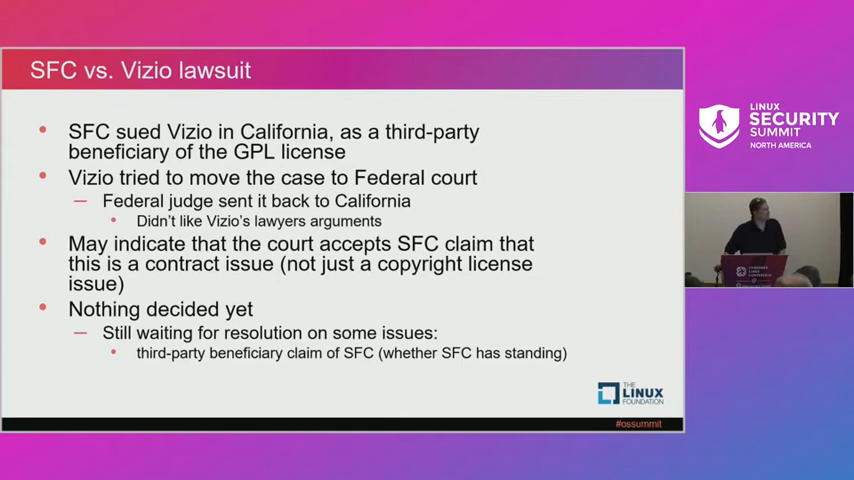 SFC vs. Vizio lawsuit
SFC sued Vizio in California, as a third-party
beneficiary of the GPL license
Vizio tried to move the case to Federal court
Federal judge sent it back to California
Didn't like Vizio's lawyers arguments
May indicate that the court accepts SFC claim that
this is a contract issue (not just a copyright license
issue)
Nothing decided yet
Still waiting for resolution on some issues:
third-party beneficiary claim of SFC (whether SFC has standing)
THE
LINUX
FOUNDATION
#ossummit
LINUX
SECURITY
SUMMIT
NORTH AMERICA